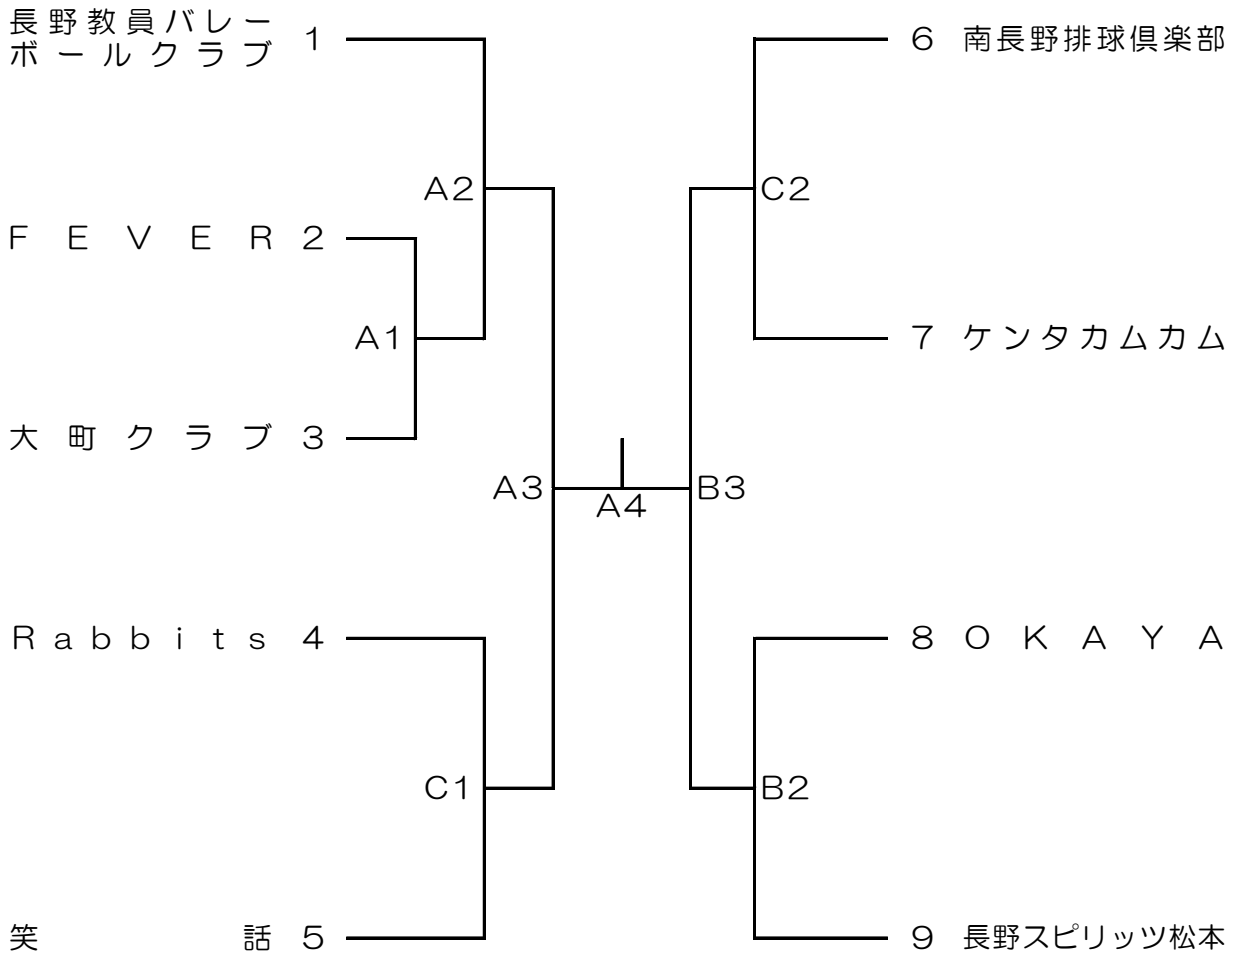 長野教員バレー
ボールクラブ 1
6 南長野排球倶楽部
A2
C2
FEVER 2
A1
7 ケンタカムカム
大町クラブ 3
A3
B3
A4
Rabbits 4
8 OKAYA
C1
B2
笑話 5
9 長野スピリッツ松本